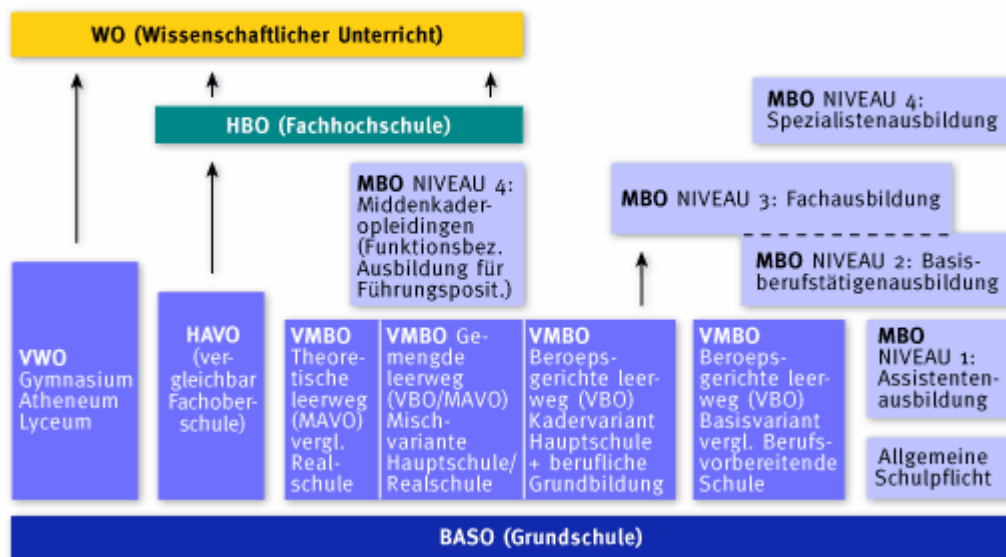 WO (Wissenschaftlicher Unterricht)
HBO (Fachhochschule)
MBO NIVEAU 4:
Spezialistenausbildung
MBO NIVEAU 4:
Middenkader-
opleidingen
(Funktionsbez.
Ausbildung für
Führungsposit.)
MBO NIVEAU 3: Fachausbildung
MBO NIVEAU 2: Basis-
berufstätigenausbildung
VWO
Gymnasium
Atheneum
Lyceum
HAVO
(ver-
gleichbar
Fachober-
schule)
VMBO
Theore-
tische
leerweg
(MAVO)
vergl.
Real-
schule
VMBO Ge-
mengde
leerweg
(VBO/MAVO)
Misch-
variante
Hauptschule/
Realschule
VMBO
Beroeps-
gerichte leer-
weg (VBO)
Kadervariant
Hauptschule
+ berufliche
Grundbildung
VMBO
Beroeps-
gerichte leer-
weg (VBO)
Basisvariant
vergl. Berufs-
vorbereitende
Schule
MBO
NIVEAU 1:
Assistenten-
ausbildung
Allgemeine
Schulpflicht
BASO (Grundschule)